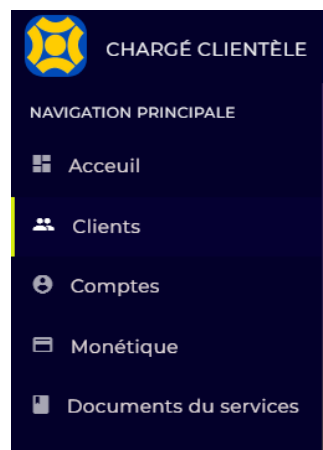 CHARGÉ CLIENTÈLE
NAVIGATION PRINCIPALE
Acceuil
Clients
Comptes
Monétique
Documents du services